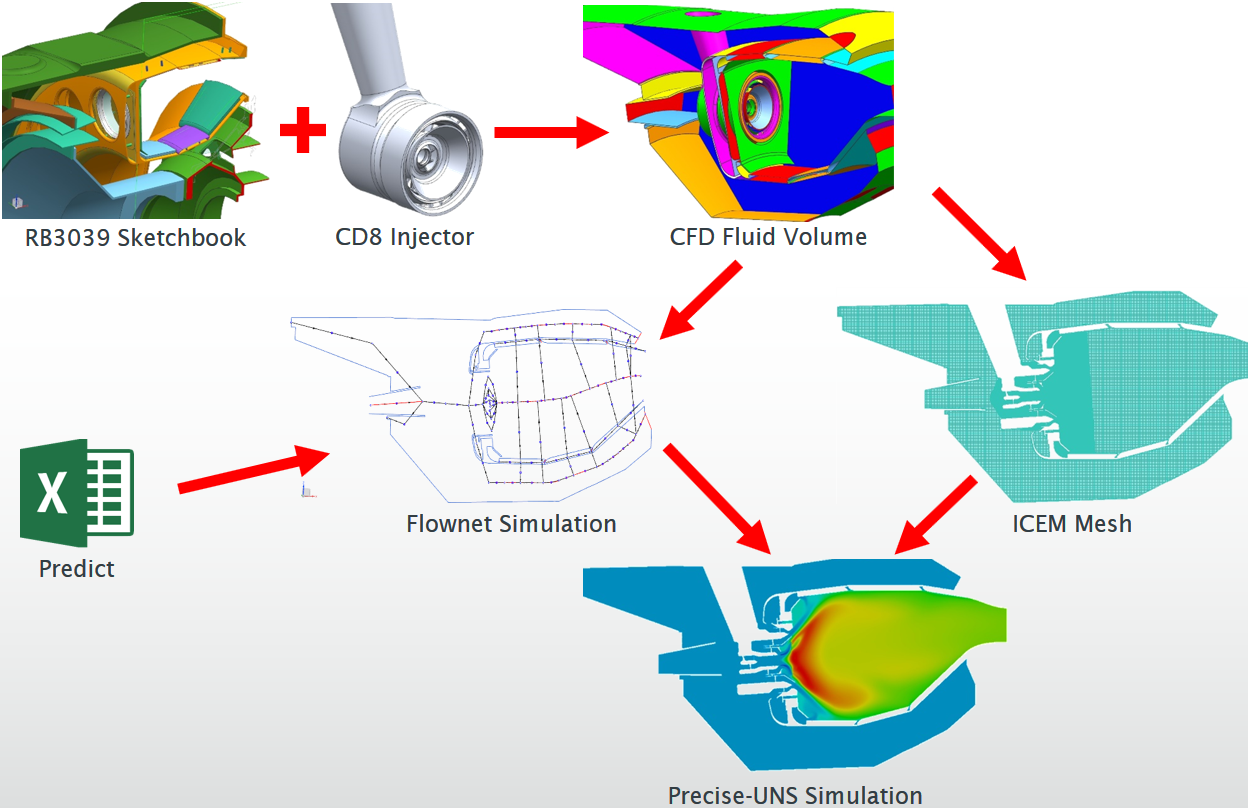 RB3039 Sketchbook
CD8 Injector
CFD Fluid Volume
Flownet Simulation
ICEM Mesh
X
Predict
Precise-UNS Simulation